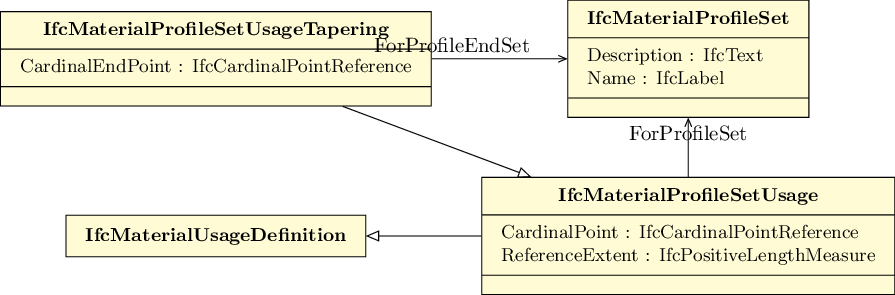 IfcMaterialProfileSetUsageTapering
CardinalEndPoint : IfcCardinalPointReference
ForProfileEndSet
IfcMaterialProfileSet
Description : IfcText
Name : IfcLabel
ForProfileSet
IfcMaterialProfileSetUsage
CardinalPoint : IfcCardinalPointReference
ReferenceExtent : IfcPositiveLengthMeasure
IfcMaterialUsageDefinition